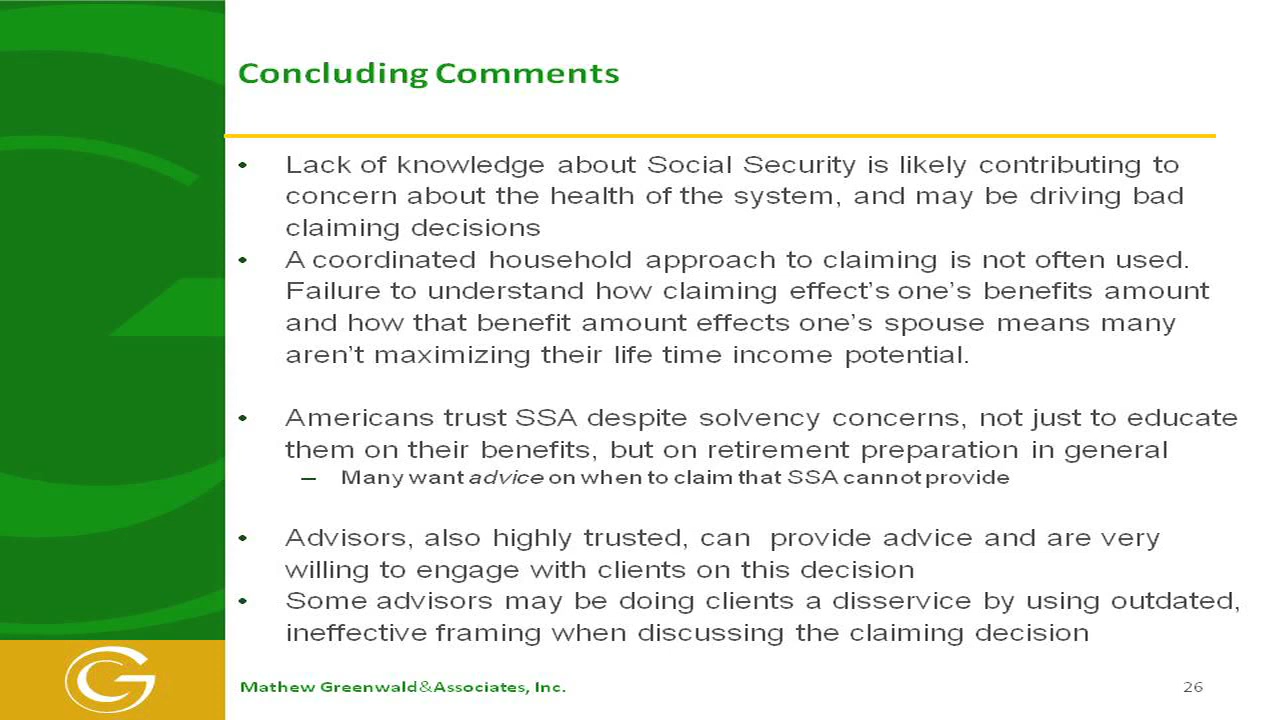 Concluding Comments
• Lack of knowledge about Social Security is likely contributing to
concern about the health of the system, and may be driving bad
claiming decisions
• A coordinated household approach to claiming is not often used.
Failure to understand how claiming effect's one's benefits amount
and how that benefit amount effects one's spouse means many
aren't maximizing their life time income potential.
• Americans trust SSA despite solvency concerns, not just to educate
them on their benefits, but on retirement preparation in general
– Many want advice on when to claim that SSA cannot provide
• Advisors, also highly trusted, can  provide advice and are very
willing to engage with clients on this decision
• Some advisors may be doing clients a disservice by using outdated,
ineffective framing when discussing the claiming decision
Mathew Greenwald&Associates, Inc.
26